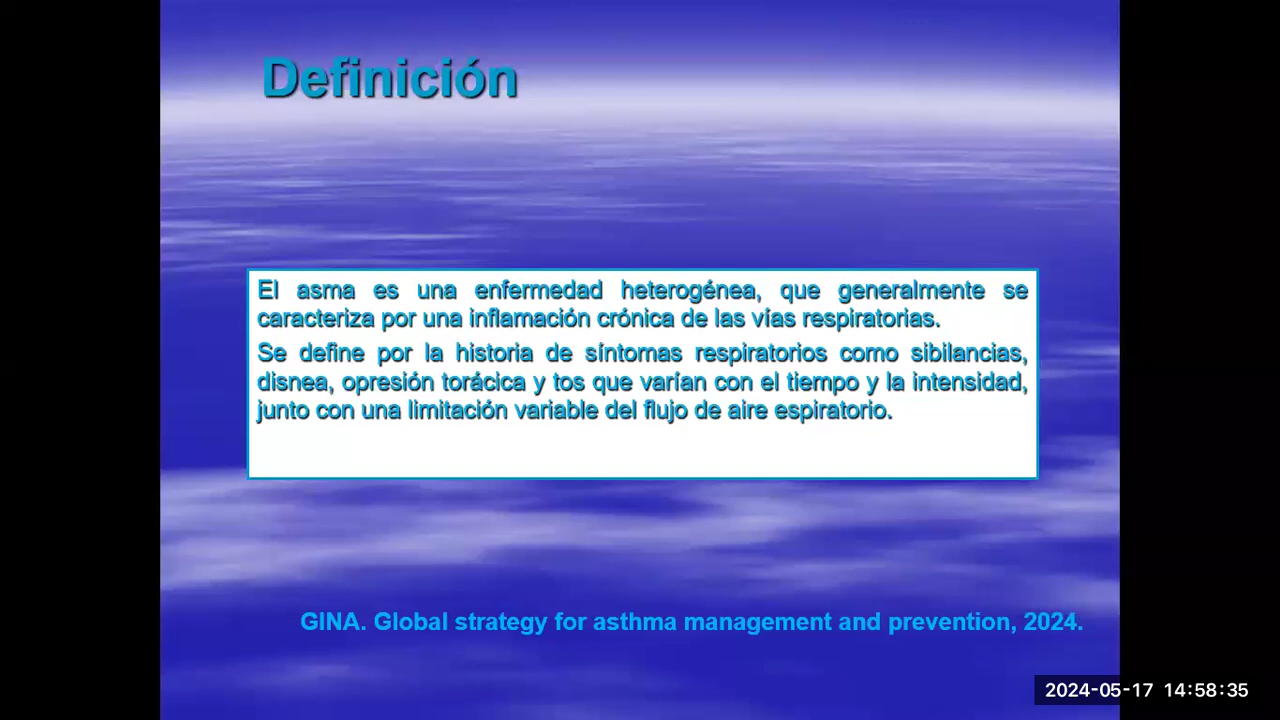 Definición
El asma es una enfermedad heterogénea, que generalmente se
caracteriza por una inflamación crónica de las vías respiratorias.
Se define por la historia de síntomas respiratorios como sibilancias,
disnea, opresión torácica y tos que varían con el tiempo y la intensidad,
junto con una limitación variable del flujo de aire espiratorio.
GINA. Global strategy for asthma management and prevention, 2024.
2024-05-17 14:58:35